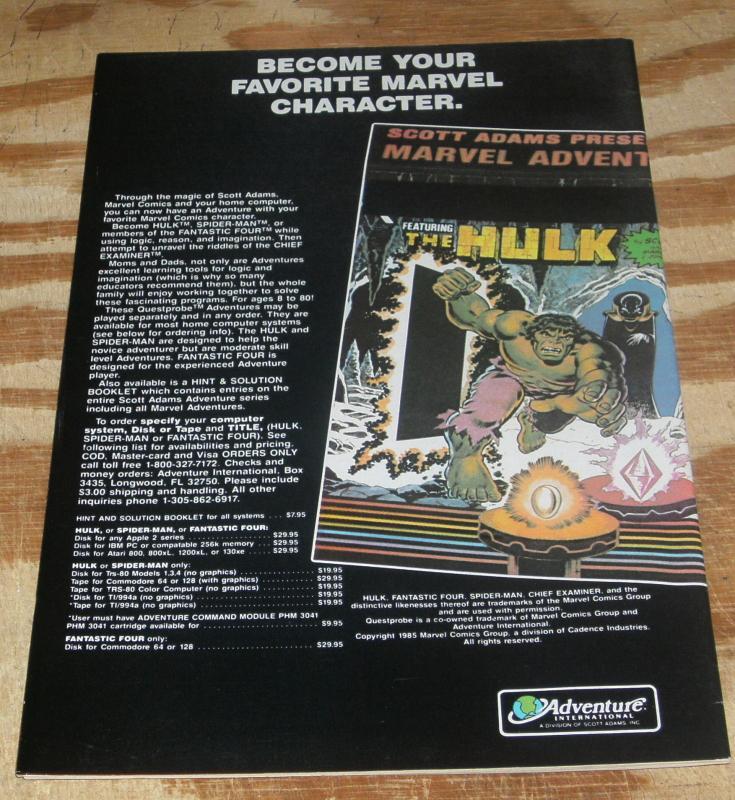 BECOME YOUR
FAVORITE MARVEL
CHARACTER.
Through the magic of Scott Adams,
Marvel Comics and your home computer,
you can now have an Adventure with your
favorite Marvel Comics character.
Become HULK™, SPIDER-MAN™, or
members of the FANTASTIC FOUR™ while
using logic, reason, and imagination. Then
attempt to unravel the riddles of the CHIEF
EXAMINER™.
Moms and Dads, not only are Adventures
excellent learning tools for logic and
imagination (which is why so many
educators recommend them), but the whole
family will enjoy working together to solve
these fascinating programs. For ages 8 to 80!
These Questprobe™ Adventures may be
played separately and in any order. They are
available for most home computer systems
(see below for ordering info). The HULK and
SPIDER-MAN are designed to help the
novice adventurer but are moderate skill
level Adventures. FANTASTIC FOUR is
designed for the experienced Adventure
player.
Also available is a HINT & SOLUTION
BOOKLET which contains entries on the
entire Scott Adams Adventure series
including all Marvel Adventures.
To order specify your computer
system, Disk or Tape and TITLE, (HULK,
SPIDER-MAN or FANTASTIC FOUR). See
following list for availabilities and pricing.
COD, Master-card and Visa ORDERS ONLY
call toll free 1-800-327-7172. Checks and
money orders: Adventure International, Box
3435, Longwood, FL 32750. Please include
$3.00 shipping and handling. All other
inquiries phone 1-305-862-6917.
HINT AND SOLUTION BOOKLET for all systems ... $7.95
HULK, or SPIDER-MAN, or FANTASTIC FOUR:
Disk for any Apple 2 series ... $29.95
Disk for IBM PC or compatable 256k memory ... $29.95
Disk for Atari 800, 800xL, 1200xL, or 130xe ... $29.95
HULK or SPIDER-MAN only:
Disk for Trs-80 Models 1,3,4 (no graphics) ... $19.95
Tape for Commodore 64 or 128 (with graphics) ... $29.95
Tape for TRS-80 Color Computer (no graphics) ... $19.95
*Disk for TI/994a (no graphics) ... $19.95
*Tape for TI/994a (no graphics) ... $19.95
*User must have ADVENTURE COMMAND MODULE PHM 3041
PHM 3041 cartridge available for ... $9.95
FANTASTIC FOUR only:
Disk for Commodore 64 or 128 ... $29.95
SCOTT ADAMS PRESE
MARVEL ADVENT
FEATURING
THE HULK
by SC
HULK, FANTASTIC FOUR, SPIDER-MAN, CHIEF EXAMINER, and the
distinctive likenesses thereof are trademarks of the Marvel Comics Group
and are used with permission.
Questprobe is a co-owned trademark of Marvel Comics Group and
Adventure International.
Copyright 1985 Marvel Comics Group, a division of Cadence Industries.
All rights reserved.
Adventure
INTERNATIONAL
A DIVISION OF SCOTT ADAMS, INC.